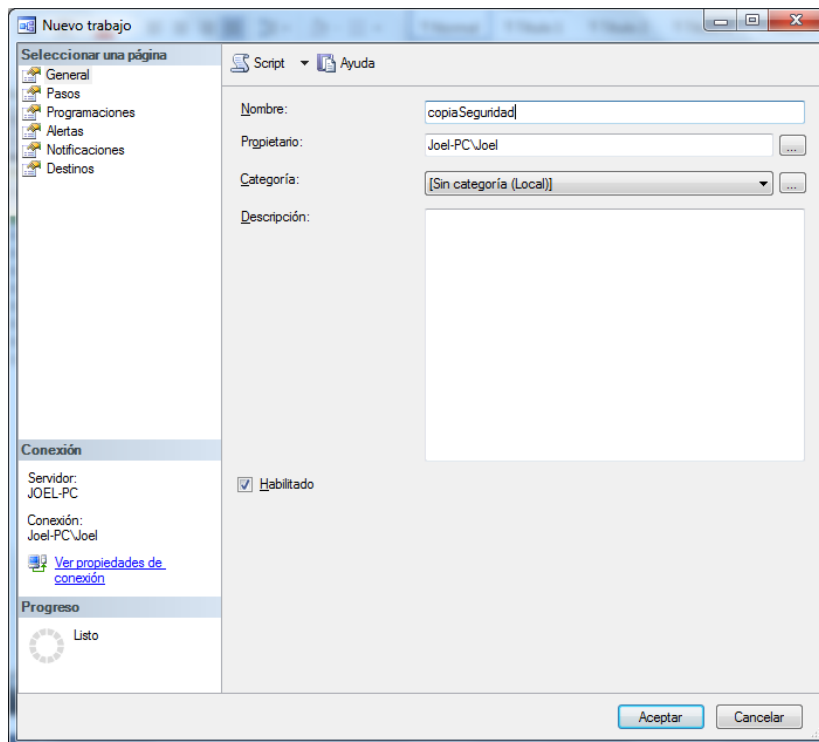 Nuevo trabajo
Seleccionar una página
General
Pasos
Programaciones
Alertas
Notificaciones
Destinos
Script
Ayuda
Nombre:
copiaSeguridad
Propietario:
Joel-PC\Joel
...
Categoría:
[Sin categoría (Local)]
...
Descripción:
Habilitado
Conexión
Servidor:
JOEL-PC
Conexión:
Joel-PC\Joel
Ver propiedades de
conexión
Progreso
Listo
Aceptar
Cancelar